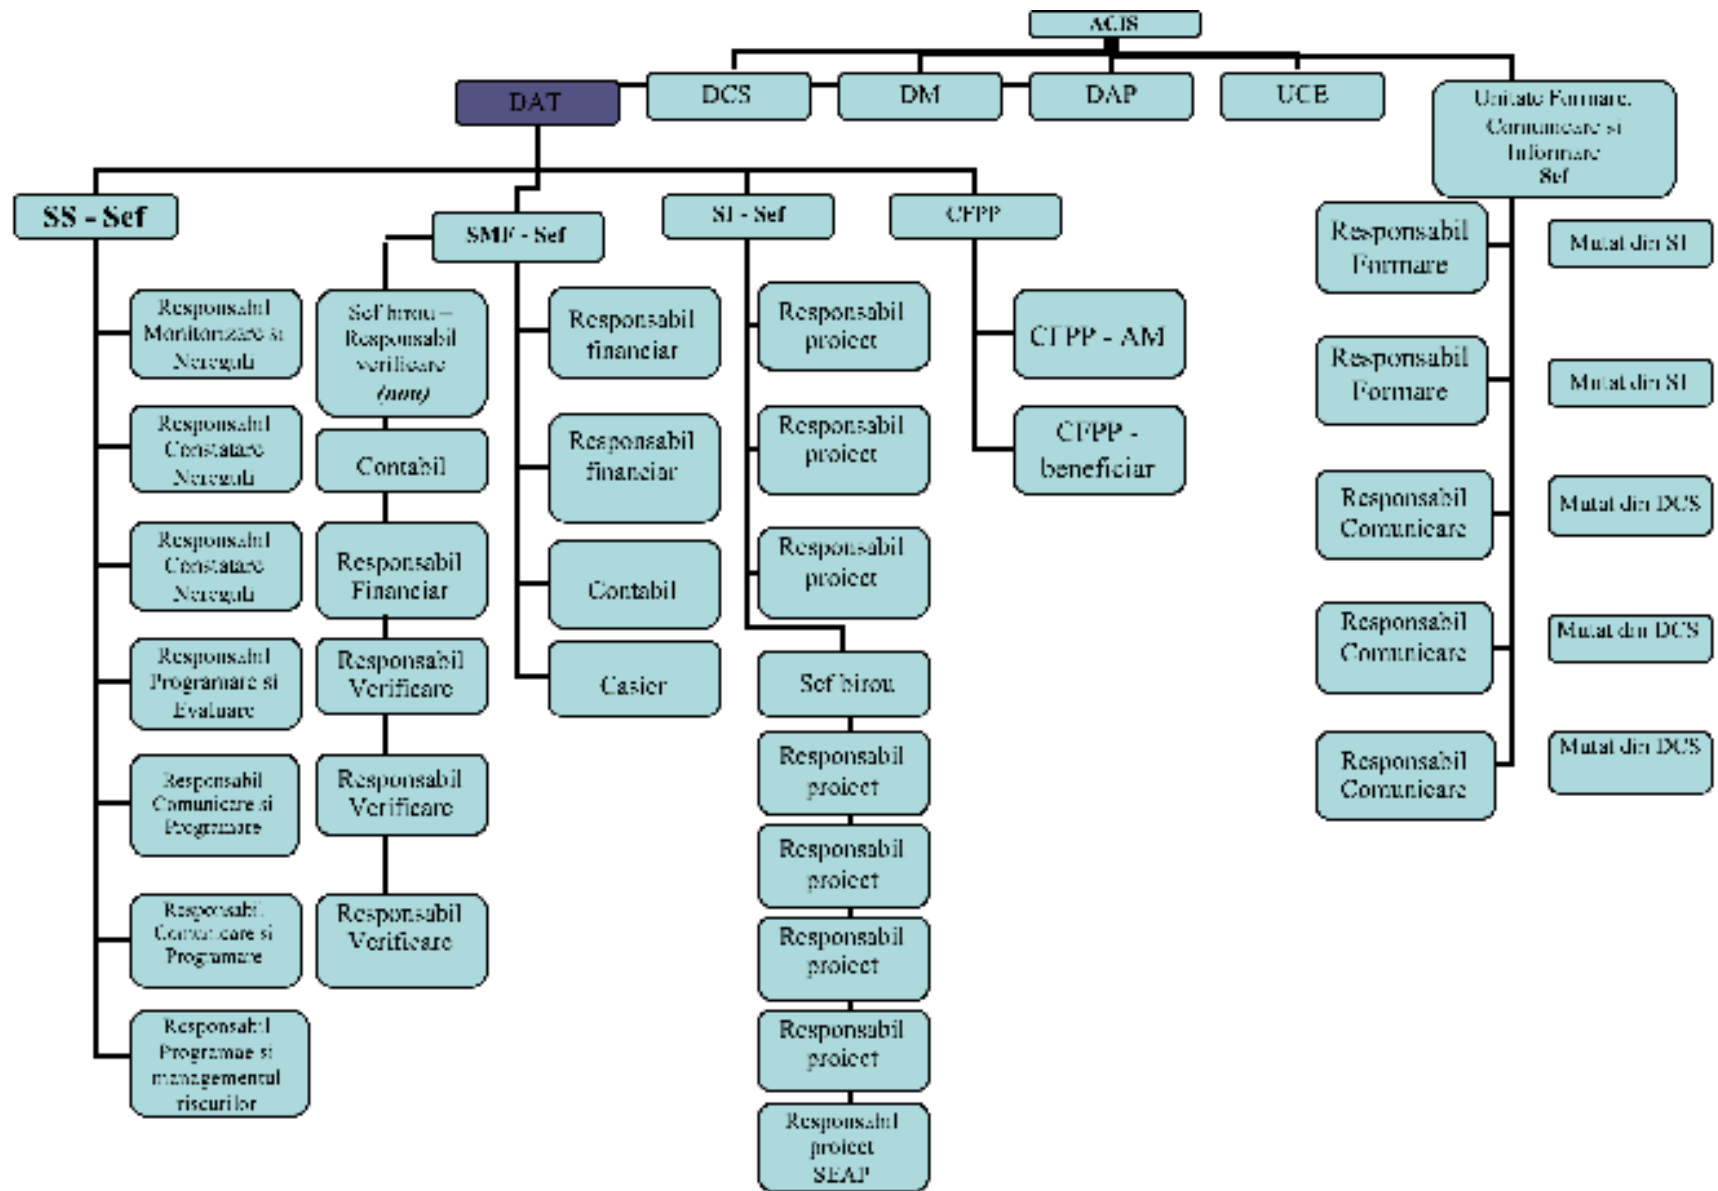 ACIS
DAT
DCS
DM
DAP
UCE
Unitate Formare,
Comunicare si
Informare
Sef
SS - Sef
Responsabil
Monitorizare si
Nereguli
Responsabil
Constatare
Nereguli
Responsabil
Constatare
Nereguli
Responsabil
Programare si
Evaluare
Responsabil
Comunicare si
Programare
Responsabil
Comunicare si
Programare
Responsabil
Programae si
managementul
riscurilor
SMF - Sef
Sef birou –
Responsabil
verificare
(nou)
Contabil
Responsabil
Financiar
Responsabil
Verificare
Responsabil
Verificare
Responsabil
Verificare
Responsabil
financiar
Responsabil
financiar
Contabil
Casier
SI - Sef
Responsabil
proiect
Responsabil
proiect
Responsabil
proiect
Sef birou
Responsabil
proiect
Responsabil
proiect
Responsabil
proiect
Responsabil
proiect
Responsabil
proiect
SEAP
CFPP
CFPP - AM
CFPP -
beneficiar
Responsabil
Formare
Mutat din SI
Responsabil
Formare
Mutat din SI
Responsabil
Comunicare
Mutat din DCS
Responsabil
Comunicare
Mutat din DCS
Responsabil
Comunicare
Mutat din DCS